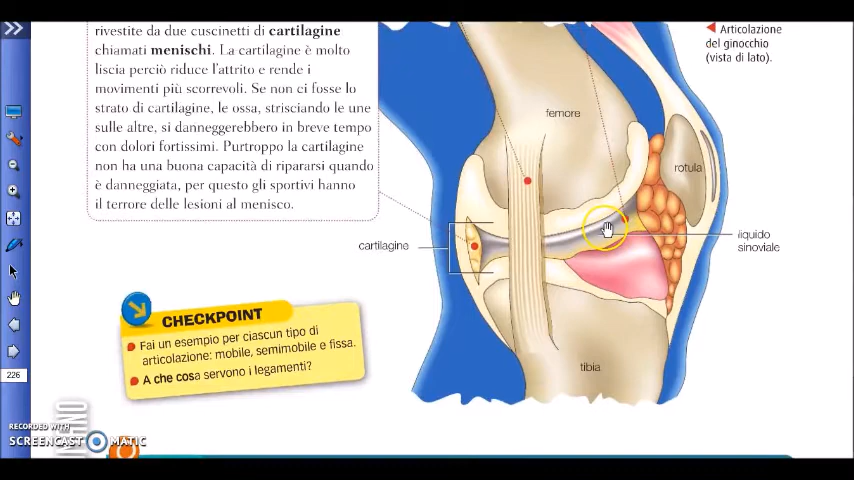 rivestite da due cuscinetti di cartilagine
chiamati menischi. La cartilagine è molto
liscia perciò riduce l'attrito e rende i
movimenti più scorrevoli. Se non ci fosse lo
strato di cartilagine, le ossa, strisciando le une
sulle altre, si danneggerebbero in breve tempo
con dolori fortissimi. Purtroppo la cartilagine
non ha una buona capacità di ripararsi quando
è danneggiata, per questo gli sportivi hanno
il terrore delle lesioni al menisco.
Articolazione
del ginocchio
(vista di lato).
femore
rotula
cartilagine
liquido
sinoviale
tibia
CHECKPOINT
Fai un esempio per ciascun tipo di
articolazione: mobile, semimobile e fissa.
A che cosa servono i legamenti?
226
RECORDED WITH
SCREENCAST MATIC